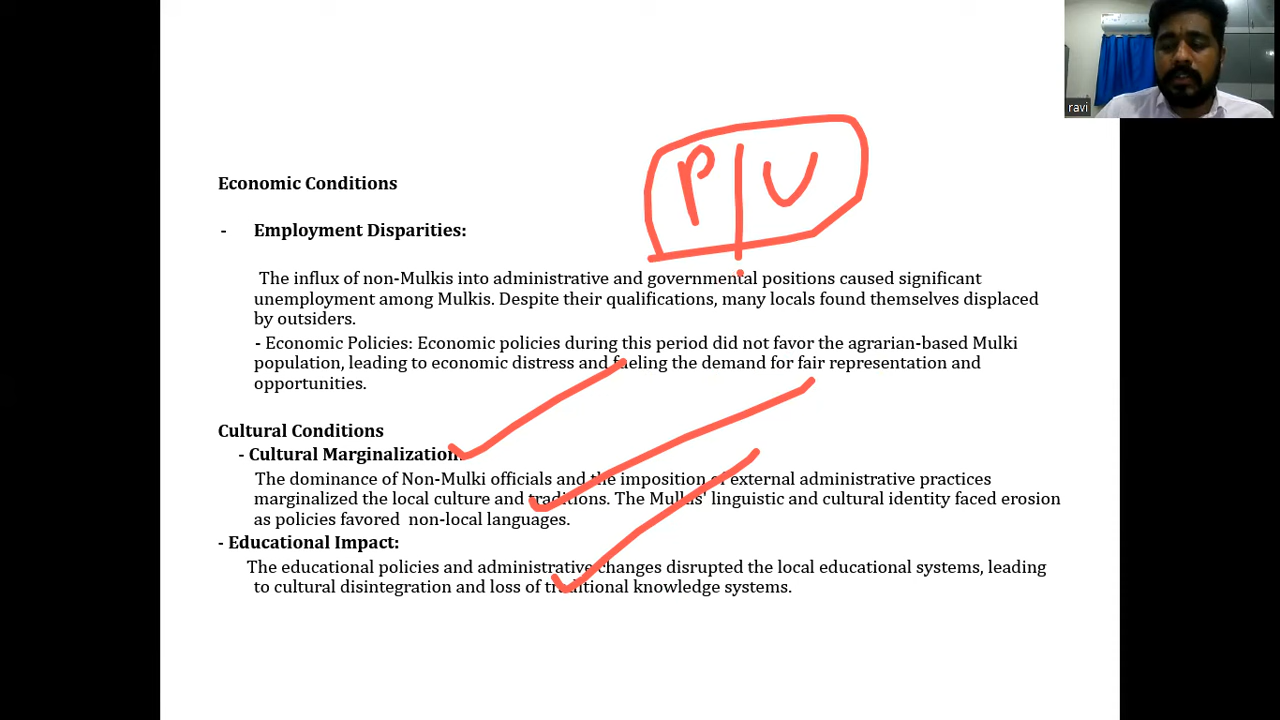 ravi
P | U
Economic Conditions
- Employment Disparities:
The influx of non-Mulkis into administrative and governmental positions caused significant
unemployment among Mulkis. Despite their qualifications, many locals found themselves displaced
by outsiders.
- Economic Policies: Economic policies during this period did not favor the agrarian-based Mulki
population, leading to economic distress and fueling the demand for fair representation and
opportunities.
Cultural Conditions
- Cultural Marginalization:
The dominance of Non-Mulki officials and the imposition of external administrative practices
marginalized the local culture and traditions. The Mulkis' linguistic and cultural identity faced erosion
as policies favored non-local languages.
- Educational Impact:
The educational policies and administrative changes disrupted the local educational systems, leading
to cultural disintegration and loss of traditional knowledge systems.